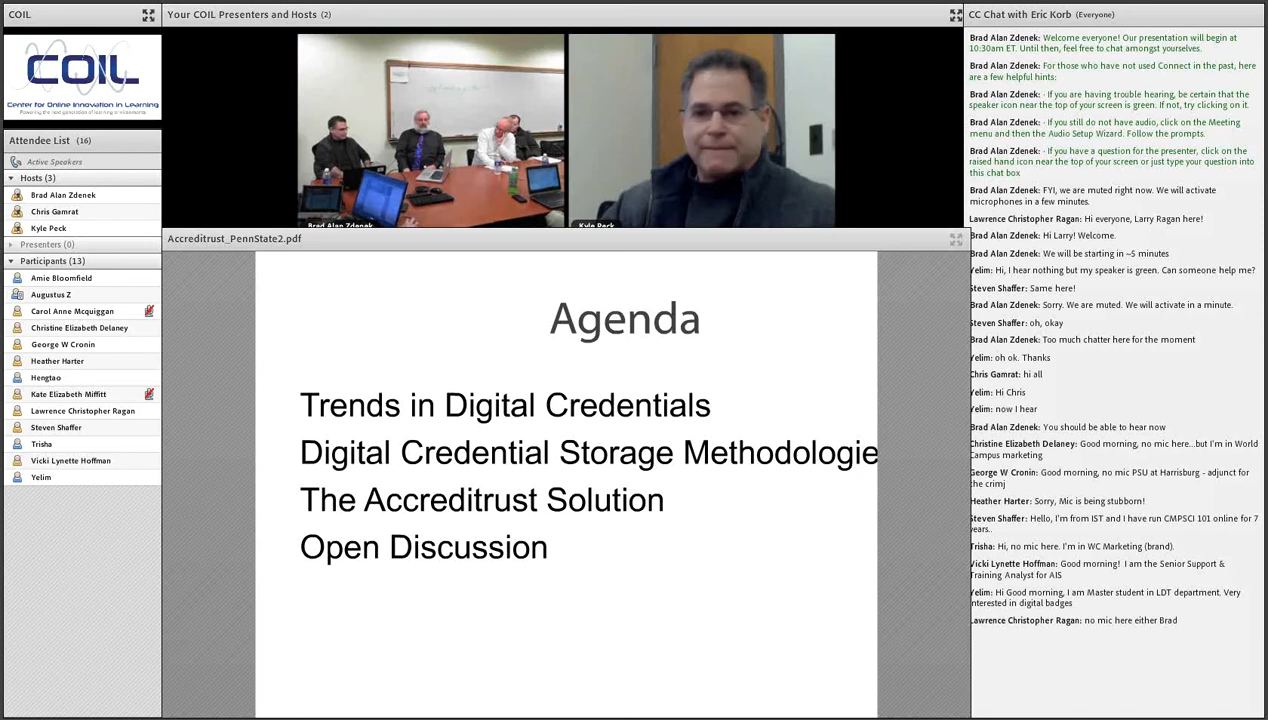 COIL
COIL
Center for Online Innovation in Learning
Powering the next generation of learning environments
Attendee List (16)
Active Speakers
Hosts (3)
Brad Alan Zdenek
Chris Gamrat
Kyle Peck
Presenters (0)
Participants (13)
Amie Bloomfield
Augustus Z
Carol Anne Mcquiggan
Christine Elizabeth Delaney
George W Cronin
Heather Harter
Hengtao
Kate Elizabeth Miffitt
Lawrence Christopher Ragan
Steven Shaffer
Trisha
Vicki Lynette Hoffman
Yelim
Your COIL Presenters and Hosts (2)
Brad Alan Zdenek
Kyle Peck
Accreditrust_PennState2.pdf
Agenda
Trends in Digital Credentials
Digital Credential Storage Methodologie
The Accreditrust Solution
Open Discussion
CC Chat with Eric Korb (Everyone)
Brad Alan Zdenek: Welcome everyone! Our presentation will begin at
10:30am ET. Until then, feel free to chat amongst yourselves.
Brad Alan Zdenek: For those who have not used Connect in the past, here
are a few helpful hints:
Brad Alan Zdenek: · If you are having trouble hearing, be certain that the
speaker icon near the top of your screen is green. If not, try clicking on it.
Brad Alan Zdenek: · If you still do not have audio, click on the Meeting
menu and then the Audio Setup Wizard. Follow the prompts.
Brad Alan Zdenek: · If you have a question for the presenter, click on the
raised hand icon near the top of your screen or just type your question into
this chat box
Brad Alan Zdenek: FYI, we are muted right now. We will activate
microphones in a few minutes.
Lawrence Christopher Ragan: Hi everyone, Larry Ragan here!
Brad Alan Zdenek: Hi Larry! Welcome.
Brad Alan Zdenek: We will be starting in ~5 minutes
Yelim: Hi, I hear nothing but my speaker is green. Can someone help me?
Steven Shaffer: Same here!
Brad Alan Zdenek: Sorry. We are muted. We will activate in a minute.
Steven Shaffer: oh, okay
Brad Alan Zdenek: Too much chatter here for the moment
Yelim: oh ok. Thanks
Chris Gamrat: hi all
Yelim: Hi Chris
Yelim: now I hear
Brad Alan Zdenek: You should be able to hear now
Christine Elizabeth Delaney: Good morning, no mic here...but I'm in World
Campus marketing
George W Cronin: Good morning, no mic PSU at Harrisburg - adjunct for
the crimj
Heather Harter: Sorry, Mic is being stubborn!
Steven Shaffer: Hello, I'm from IST and I have run CMPSCI 101 online for 7
years..
Trisha: Hi, no mic here. I'm in WC Marketing (brand).
Vicki Lynette Hoffman: Good morning! I am the Senior Support &
Training Analyst for AIS
Yelim: Hi Good morning, I am Master student in LDT department. Very
interested in digital badges
Lawrence Christopher Ragan: no mic here either Brad